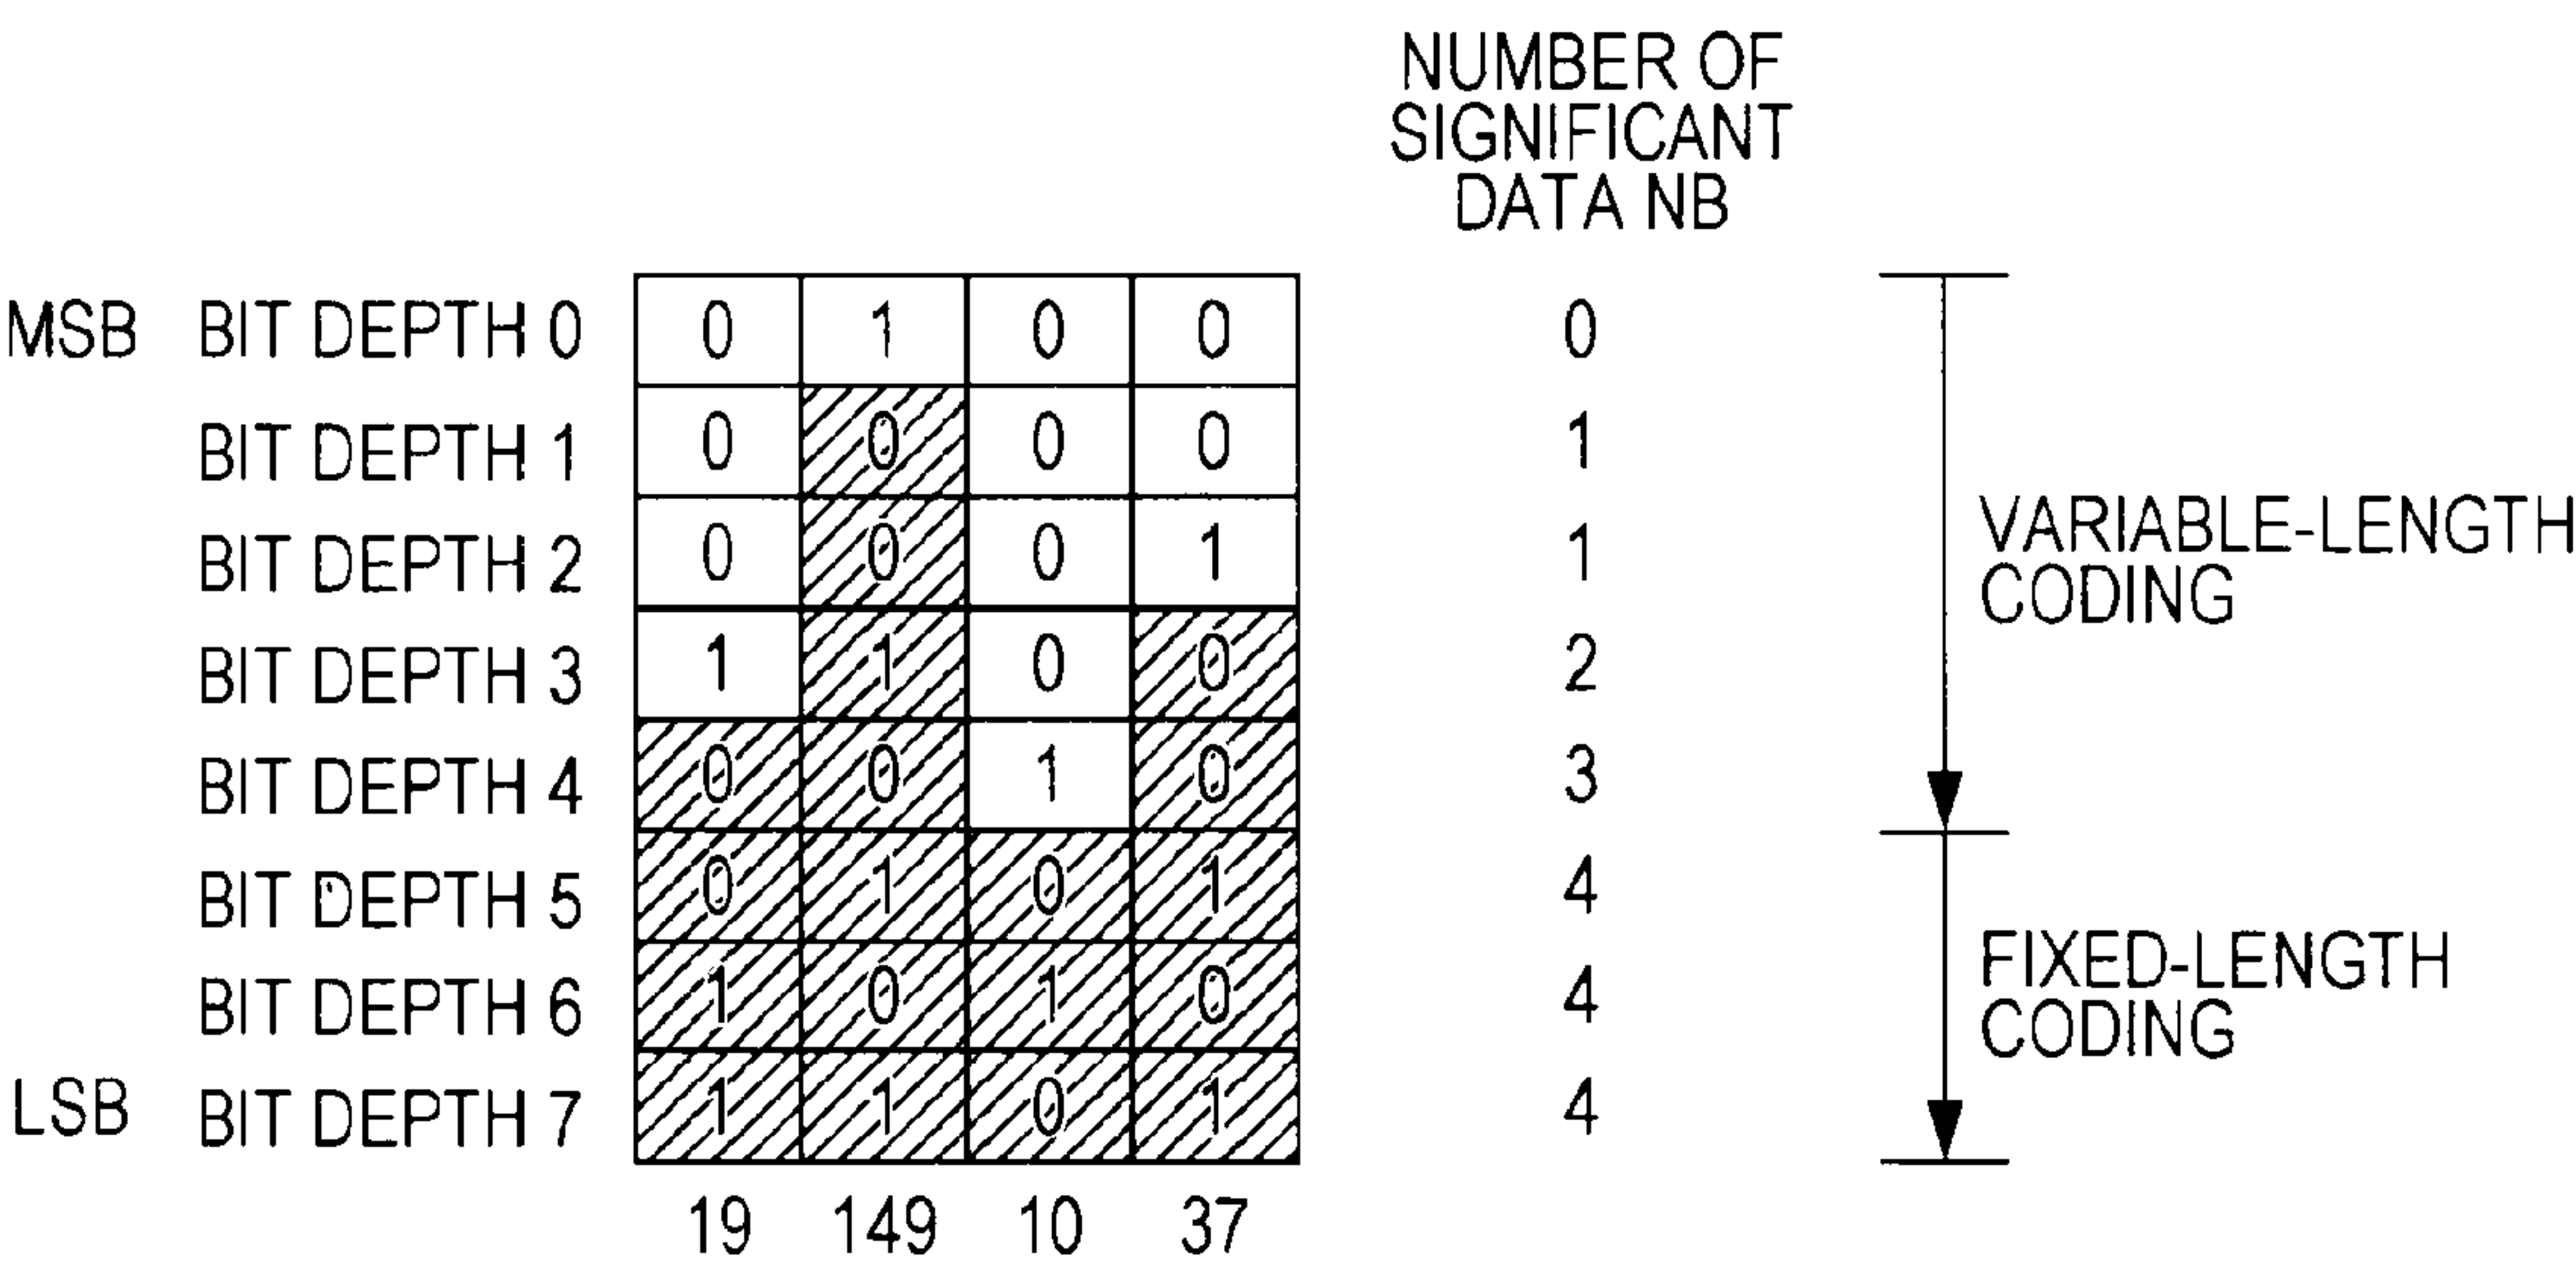 NUMBER OF
SIGNIFICANT
DATA NB
MSB BIT DEPTH 0 0 1 0 0 0
BIT DEPTH 1 0 0 0 0 1
BIT DEPTH 2 0 0 0 1 1
VARIABLE-LENGTH
CODING
BIT DEPTH 3 1 1 0 0 2
BIT DEPTH 4 0 0 1 0 3
BIT DEPTH 5 0 1 0 1 4
BIT DEPTH 6 1 0 1 0 4
FIXED-LENGTH
CODING
LSB BIT DEPTH 7 1 1 0 1 4
19 149 10 37